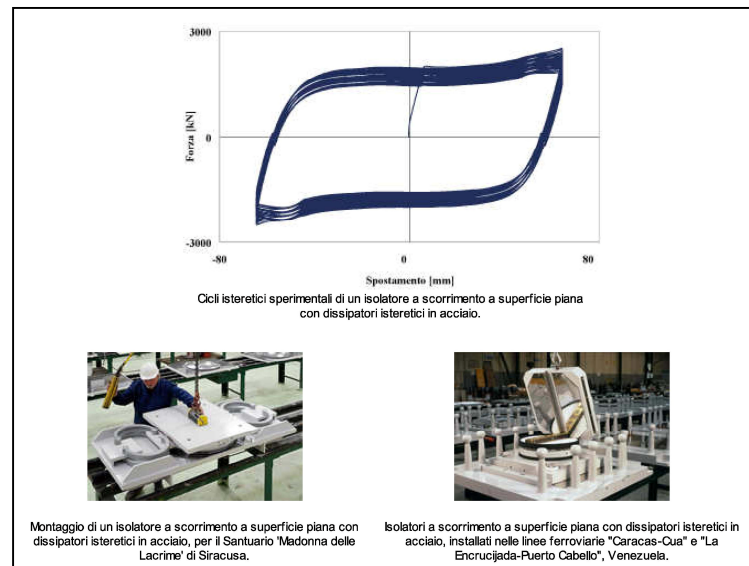 3000
Forza [kN]
0
-3000
-80
0
80
Spostamento [mm]
Cicli isteretici sperimentali di un isolatore a scorrimento a superficie piana
con dissipatori isteretici in acciaio.
Montaggio di un isolatore a scorrimento a superficie piana con
dissipatori isteretici in acciaio, per il Santuario 'Madonna delle
Lacrime' di Siracusa.
Isolatori a scorrimento a superficie piana con dissipatori isteretici in
acciaio, installati nelle linee ferroviarie "Caracas-Cua" e "La
Encrucijada-Puerto Cabello", Venezuela.